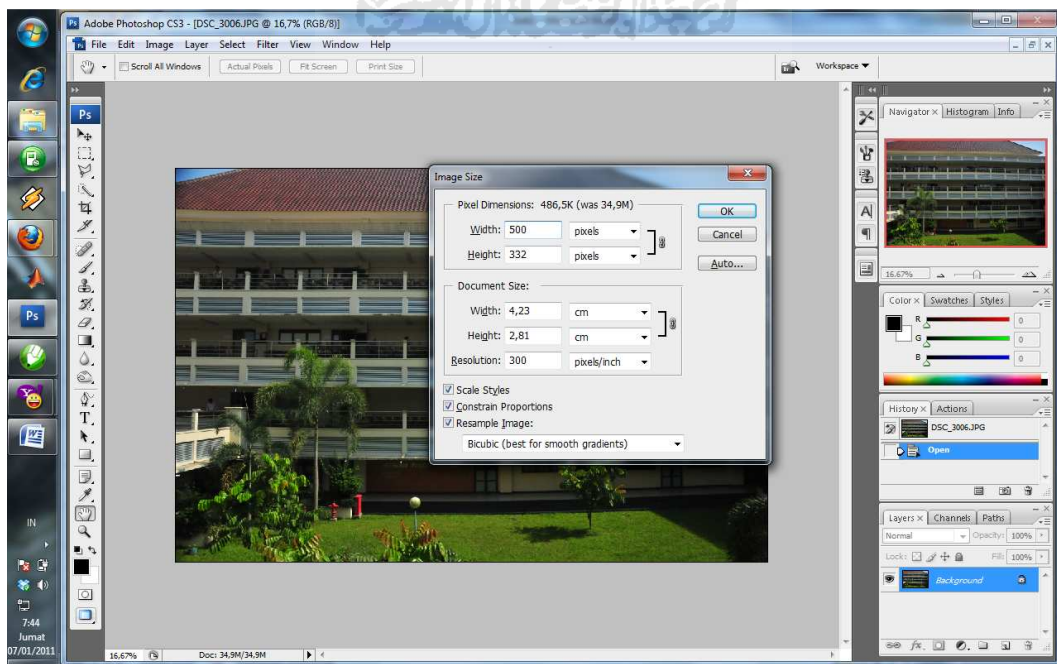 Adobe Photoshop CS3 - [DSC_3006.JPG @ 16,7% (RGB/8)]
File Edit Image Layer Select Filter View Window Help
Scroll All Windows Actual Pixels Fit Screen Print Size Workspace
Ps
Navigator Histogram Info
16.67%
Color Swatches Styles
R 0
G 0
B 0
History Actions
DSC_3006.JPG
Open
Layers Channels Paths
Normal Opacity: 100%
Lock: Fill: 100%
Background
Image Size
Pixel Dimensions: 486,5K (was 34,9M)
Width: 500 pixels
Height: 332 pixels
OK
Cancel
Auto...
Document Size:
Width: 4,23 cm
Height: 2,81 cm
Resolution: 300 pixels/inch
Scale Styles
Constrain Proportions
Resample Image:
Bicubic (best for smooth gradients)
Ps
IN
7:44
Jumat
07/01/2011
16.67% Doc: 34,9M/34,9M